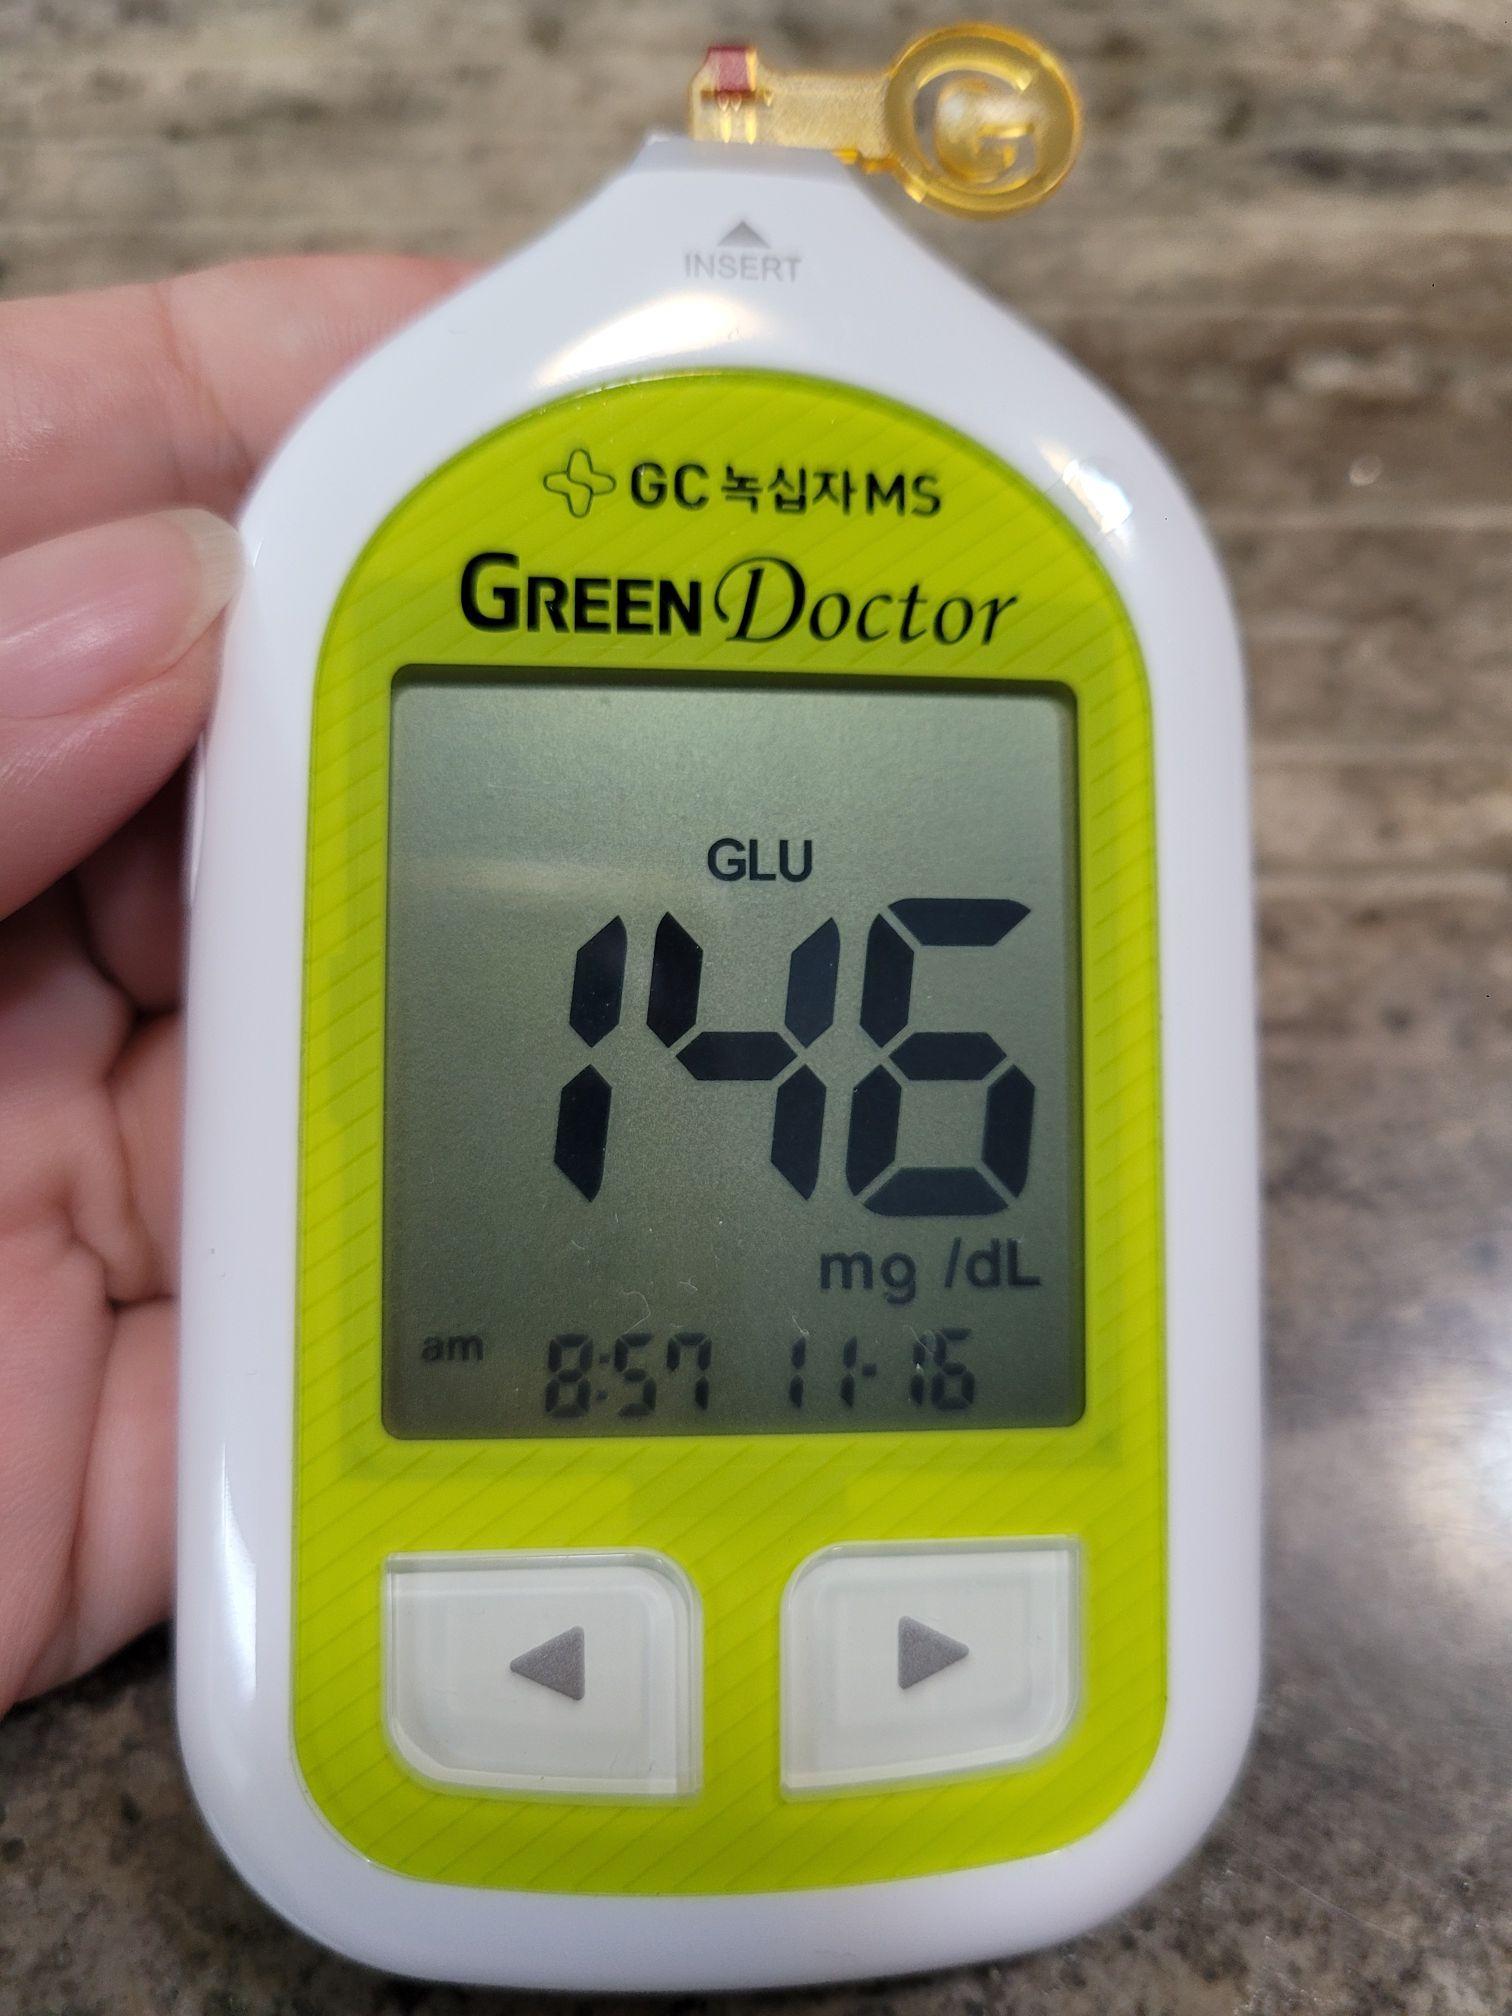 G
INSERT
GC 녹십자MS
GREEN Doctor
GLU
146
mg/dL
am 8:57 11-16